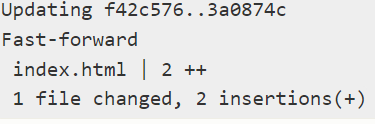 Updating f42c576..3a0874c
Fast-forward
 index.html | 2 ++
 1 file changed, 2 insertions(+)